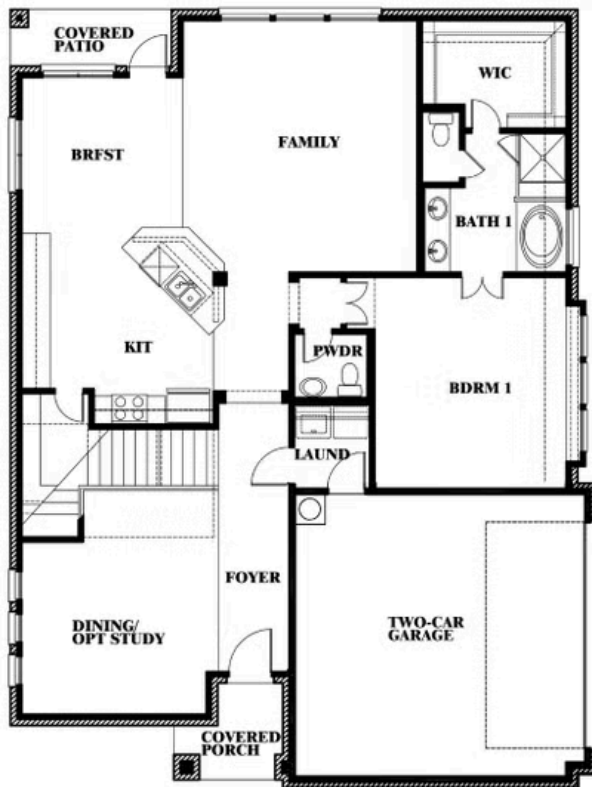 COVERED
PATIO
WIC
BRFST
FAMILY
BATH 1
KIT
PWDR
BDRM 1
LAUND
FOYER
DINING/
OPT STUDY
TWO-CAR
GARAGE
COVERED
PORCH